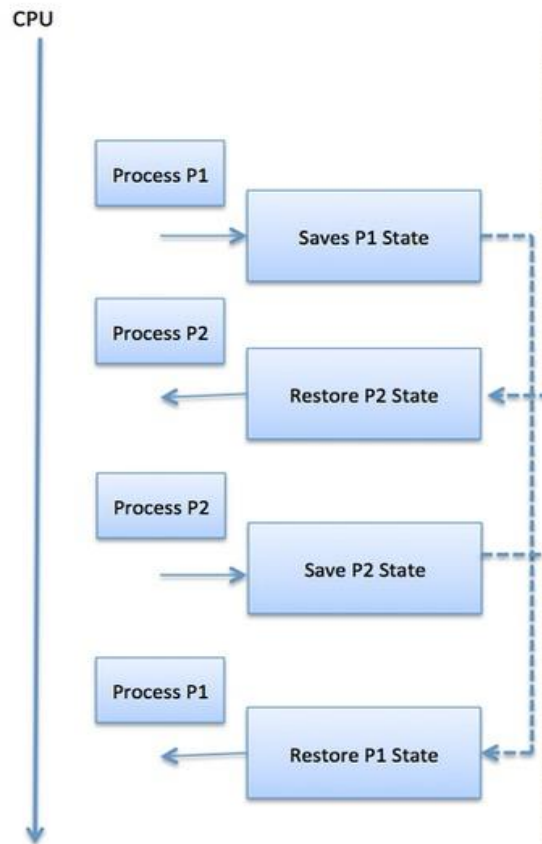 CPU
Process P1
Saves P1 State
Process P2
Restore P2 State
Process P2
Save P2 State
Process P1
Restore P1 State